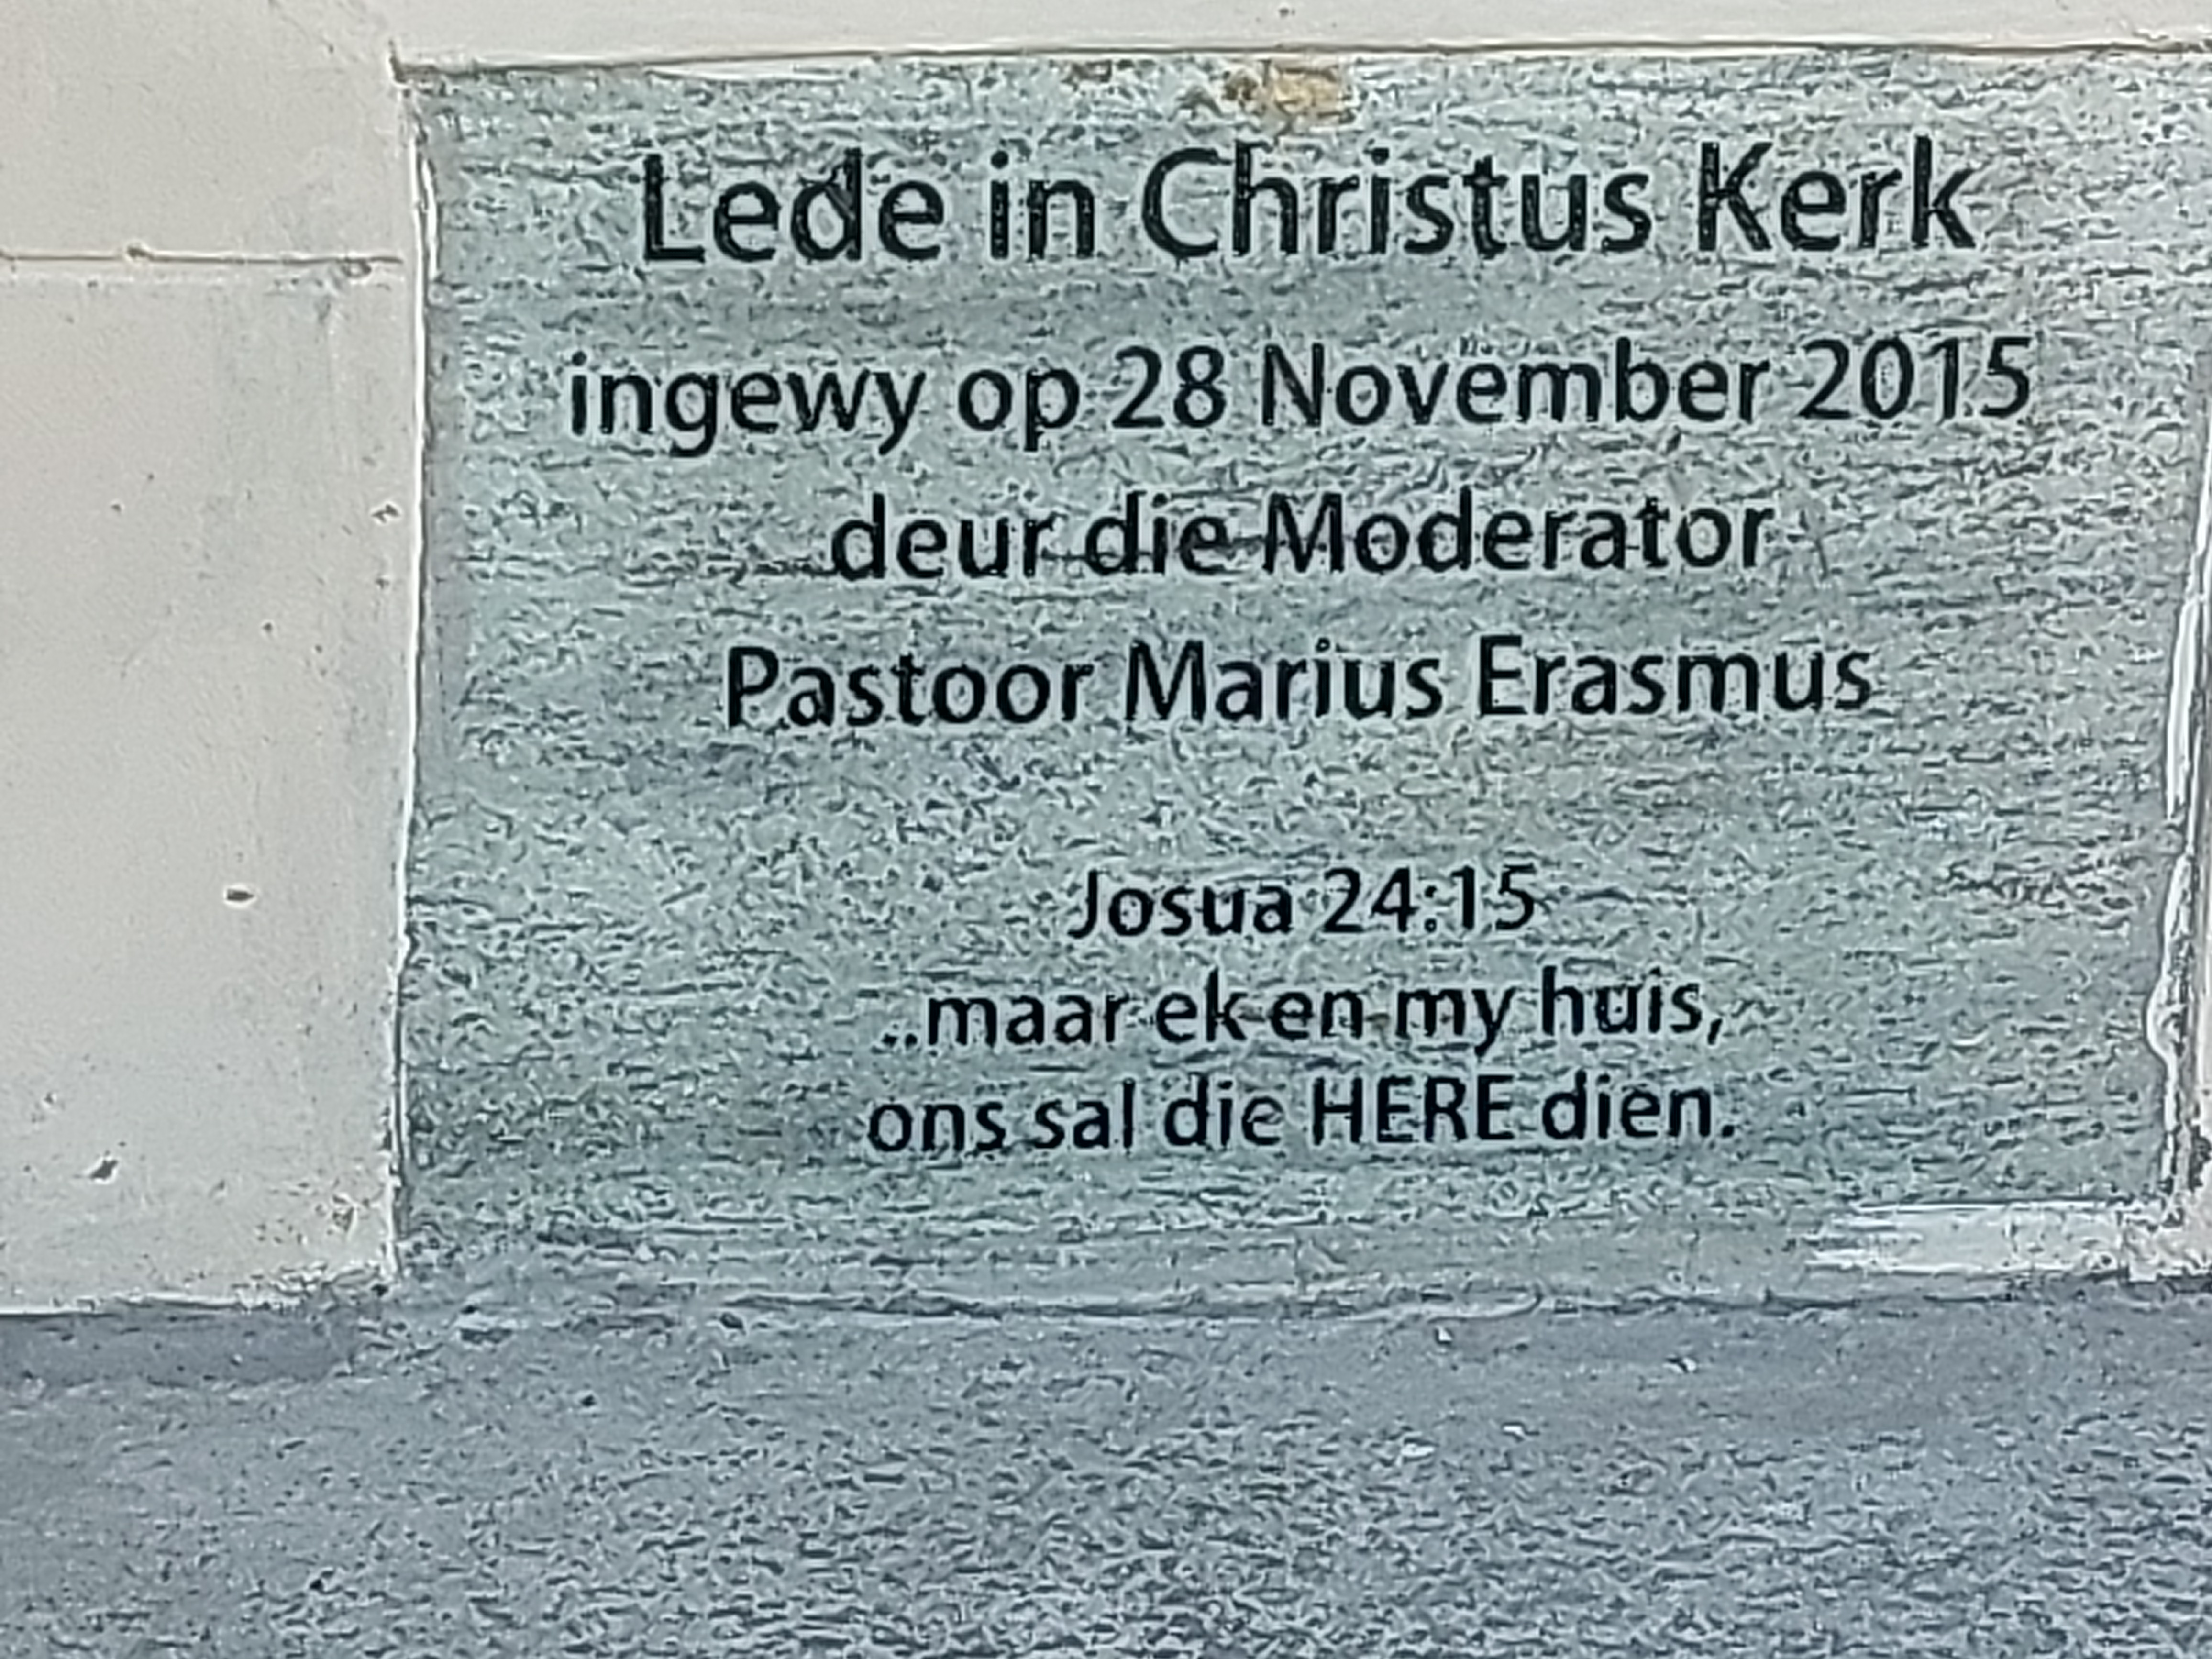 Lede in Christus Kerk
ingewy op 28 November 2015
deur die Moderator
Pastoor Marius Erasmus
Josua 24:15
..maar ek en my huis,
ons sal die HERE dien.